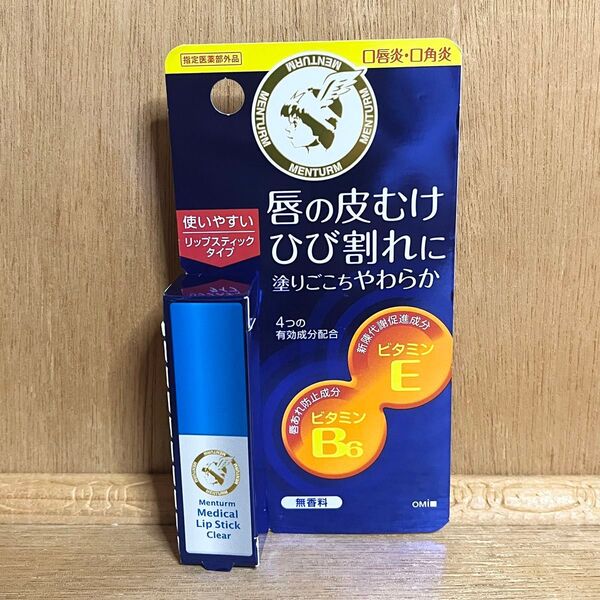 指定医薬部外品
口唇炎・口角炎
MENTURM
MENTURM
MENTURM
MENTURM
唇の皮むけ
ひび割れに
塗りごこちやわらか
使いやすい
リップスティック
タイプ
4つの
有効成分配合
新陳代謝促進成分
ビタミン
E
唇あれ防止成分
ビタミン
B6
無香料
OMI
Menturm
Medical
Lip Stick
Clear